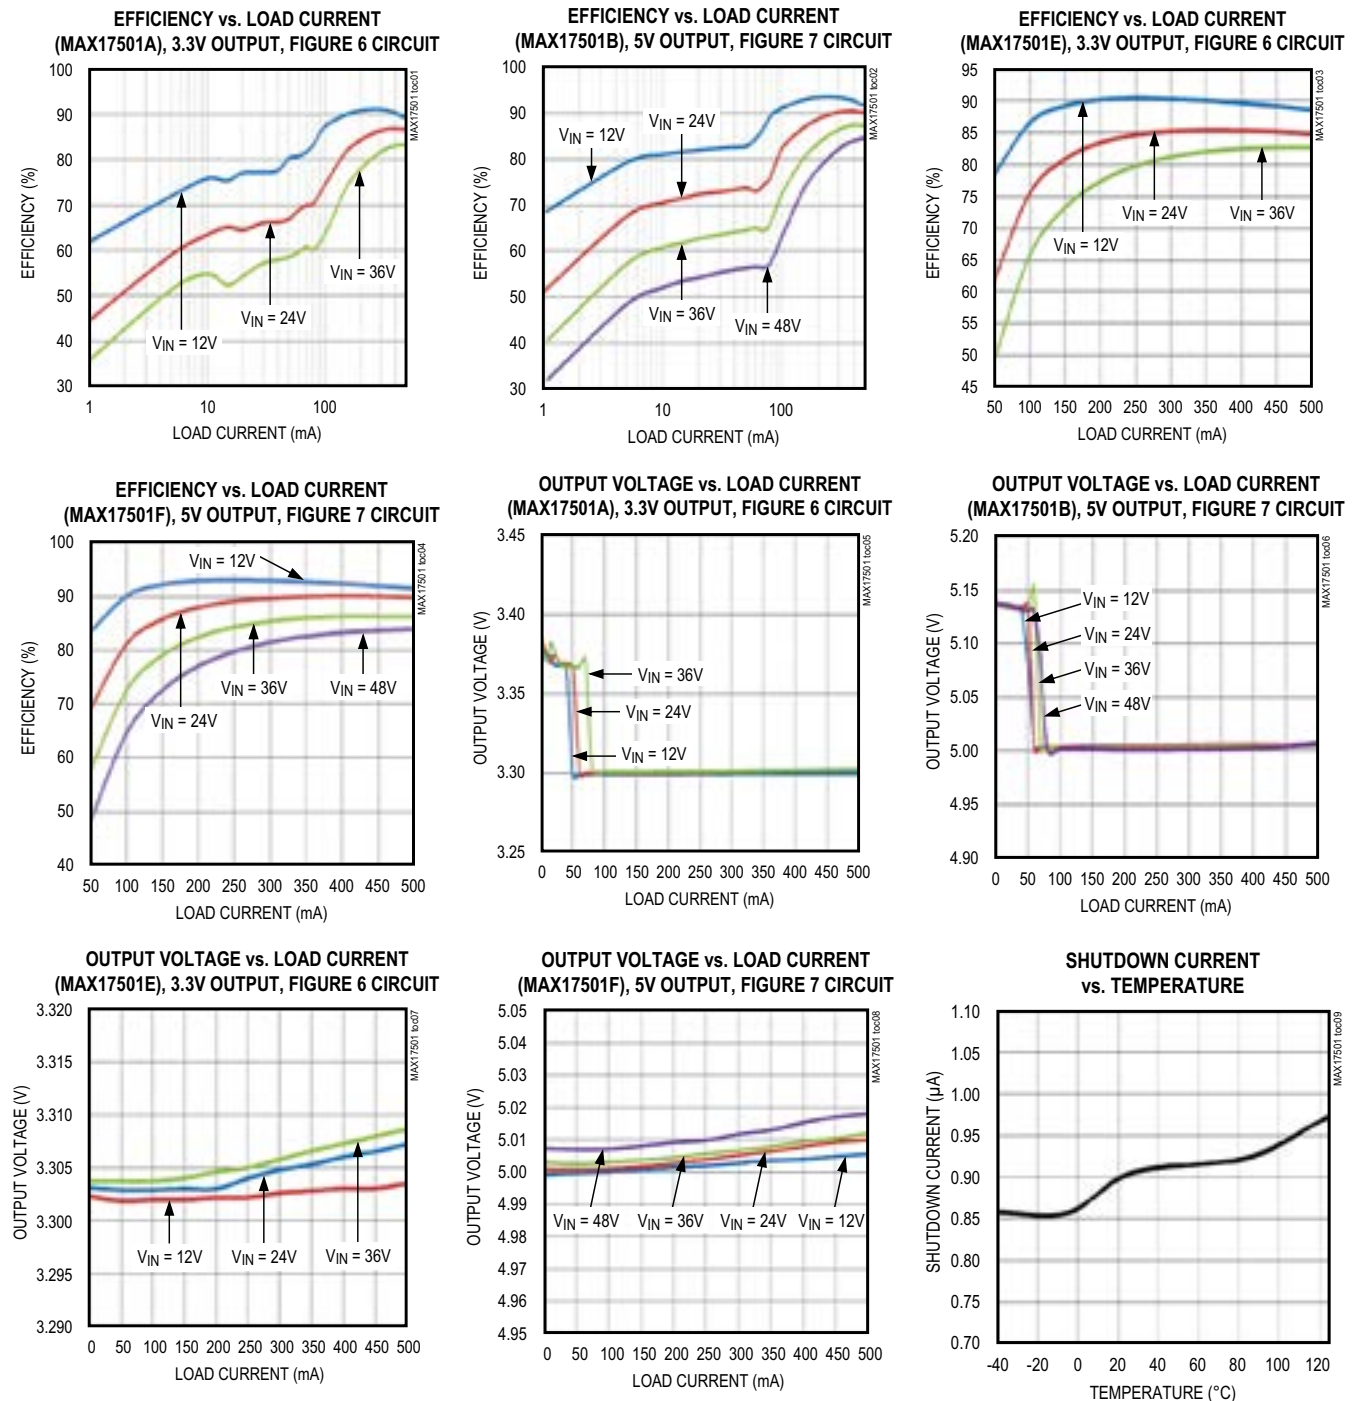 EFFICIENCY vs. LOAD CURRENT
(MAX17501A), 3.3V OUTPUT, FIGURE 6 CIRCUIT
MAX17501 toc01
EFFICIENCY (%)
100
90
80
70
60
50
40
30
VIN = 36V
VIN = 24V
VIN = 12V
1
10
100
LOAD CURRENT (mA)
EFFICIENCY vs. LOAD CURRENT
(MAX17501B), 5V OUTPUT, FIGURE 7 CIRCUIT
MAX17501 toc02
EFFICIENCY (%)
100
90
80
70
60
50
40
30
VIN = 24V
VIN = 12V
VIN = 36V
VIN = 48V
1
10
100
LOAD CURRENT (mA)
EFFICIENCY vs. LOAD CURRENT
(MAX17501E), 3.3V OUTPUT, FIGURE 6 CIRCUIT
MAX17501 toc03
EFFICIENCY (%)
95
90
85
80
75
70
65
60
55
50
45
VIN = 24V
VIN = 36V
VIN = 12V
50 100 150 200 250 300 350 400 450 500
LOAD CURRENT (mA)
EFFICIENCY vs. LOAD CURRENT
(MAX17501F), 5V OUTPUT, FIGURE 7 CIRCUIT
MAX17501 toc04
EFFICIENCY (%)
100
90
80
70
60
50
40
VIN = 12V
VIN = 36V
VIN = 48V
VIN = 24V
50 100 150 200 250 300 350 400 450 500
LOAD CURRENT (mA)
OUTPUT VOLTAGE vs. LOAD CURRENT
(MAX17501A), 3.3V OUTPUT, FIGURE 6 CIRCUIT
MAX17501 toc05
OUTPUT VOLTAGE (V)
3.45
3.40
3.35
3.30
3.25
VIN = 36V
VIN = 24V
VIN = 12V
0 50 100 150 200 250 300 350 400 450 500
LOAD CURRENT (mA)
OUTPUT VOLTAGE vs. LOAD CURRENT
(MAX17501B), 5V OUTPUT, FIGURE 7 CIRCUIT
MAX17501 toc06
OUTPUT VOLTAGE (V)
5.20
5.15
5.10
5.05
5.00
4.95
4.90
VIN = 12V
VIN = 24V
VIN = 36V
VIN = 48V
0 50 100 150 200 250 300 350 400 450 500
LOAD CURRENT (mA)
OUTPUT VOLTAGE vs. LOAD CURRENT
(MAX17501E), 3.3V OUTPUT, FIGURE 6 CIRCUIT
MAX17501 toc07
OUTPUT VOLTAGE (V)
3.320
3.315
3.310
3.305
3.300
3.295
3.290
VIN = 12V
VIN = 24V
VIN = 36V
0 50 100 150 200 250 300 350 400 450 500
LOAD CURRENT (mA)
OUTPUT VOLTAGE vs. LOAD CURRENT
(MAX17501F), 5V OUTPUT, FIGURE 7 CIRCUIT
MAX17501 toc08
OUTPUT VOLTAGE (V)
5.05
5.04
5.03
5.02
5.01
5.00
4.99
4.98
4.97
4.96
4.95
VIN = 48V
VIN = 36V
VIN = 24V
VIN = 12V
0 50 100 150 200 250 300 350 400 450 500
LOAD CURRENT (mA)
SHUTDOWN CURRENT
vs. TEMPERATURE
MAX17501 toc09
SHUTDOWN CURRENT (µA)
1.10
1.05
1.00
0.95
0.90
0.85
0.80
0.75
0.70
-40 -20 0 20 40 60 80 100 120
TEMPERATURE (°C)